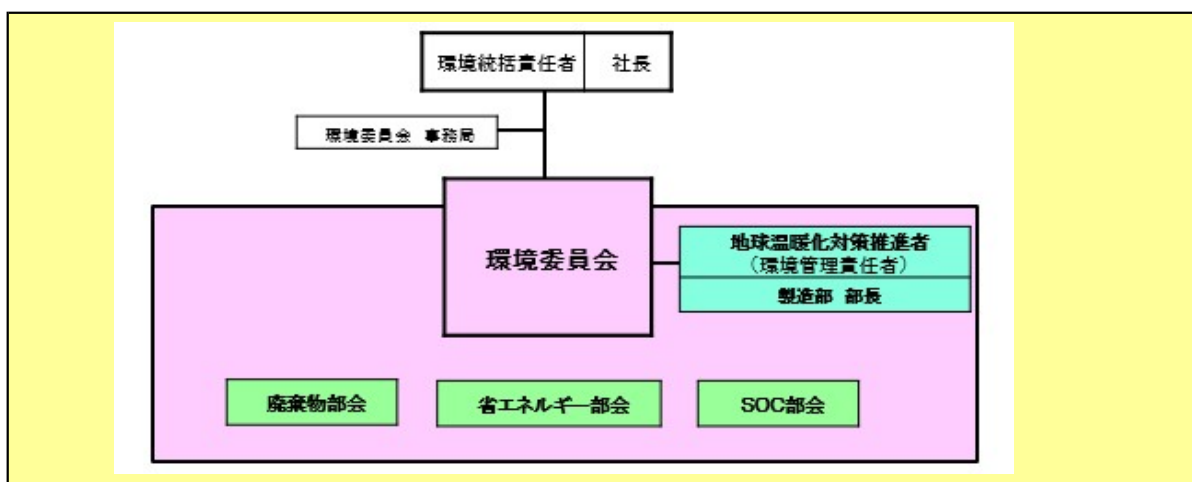 環境統括責任者 社長
環境委員会 事務局
環境委員会
地球温暖化対策推進者
（環境管理責任者）
製造部 部長
廃棄物部会
省エネルギー部会
SOC部会